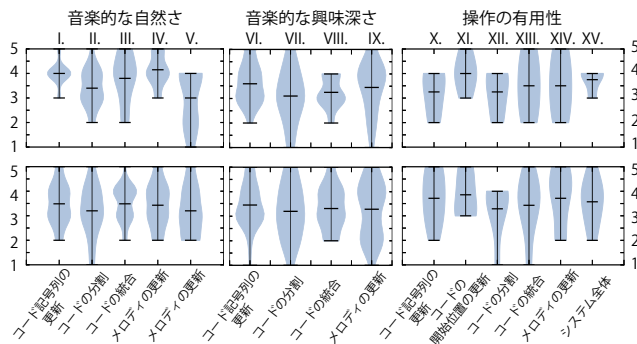 音楽的な自然さ
音楽的な興味深さ
操作の有用性
I. II. III. IV. V.
VI. VII. VIII. IX.
X. XI. XII. XIII. XIV. XV.
5
4
3
2
1
5
4
3
2
1
5
4
3
2
1
5
4
3
2
1
コード記号列の
更新
コードの分割
コードの統合
メロディの更新
メロディの更新
コード記号列の
更新
コードの分割
コードの統合
メロディの更新
コード記号列の
更新
コードの
開始位置の更新
コードの分割
コードの統合
メロディの更新
システム全体